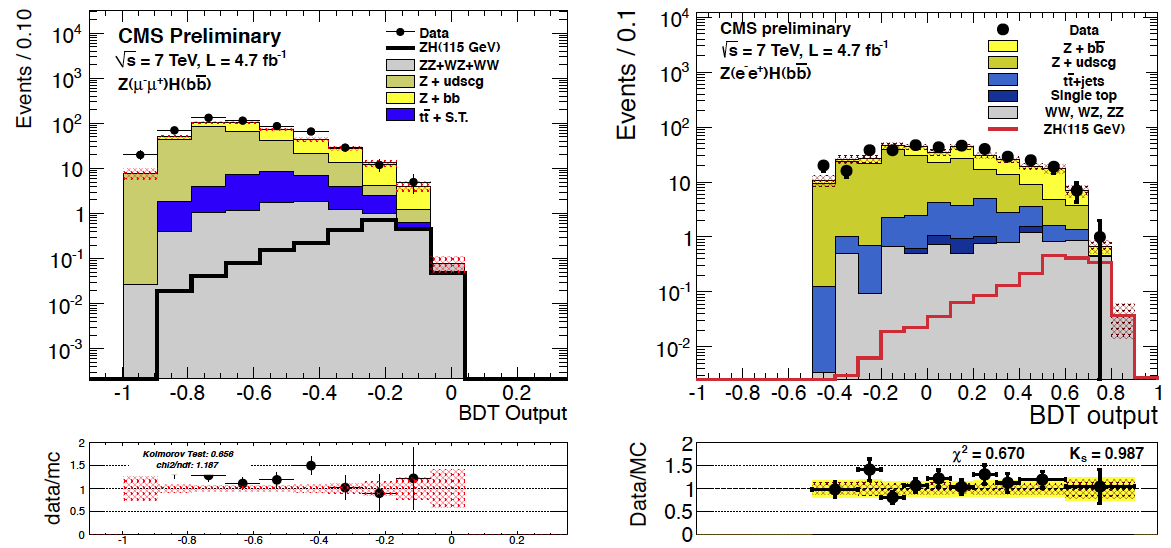 Events / 0.10
10⁴
10³
10²
10
1
10⁻¹
10⁻²
10⁻³
CMS Preliminary
√s = 7 TeV, L = 4.7 fb⁻¹
Z(μ⁻μ⁺)H(bb̅)
Data
ZH(115 GeV)
ZZ+WZ+WW
Z + udscg
Z + bb
tt̅ + S.T.
-1 -0.8 -0.6 -0.4 -0.2 0 0.2
BDT Output
data/mc
2
1.5
1
0.5
0
Kolmorov Test: 0.656
chi2/ndf: 1.187
-1 -0.8 -0.6 -0.4 -0.2 0 0.2
Events / 0.1
10⁴
10³
10²
10
1
10⁻¹
10⁻²
CMS preliminary
√s = 7 TeV, L = 4.7 fb⁻¹
Z(e⁻e⁺)H(bb̅)
Data
Z + bb̅
Z + udscg
tt̅+jets
Single top
WW, WZ, ZZ
ZH(115 GeV)
-1 -0.8 -0.6 -0.4 -0.2 0 0.2 0.4 0.6 0.8 1
BDT output
Data/MC
2
1.5
1
0.5
0
χ² = 0.670 Kₛ = 0.987